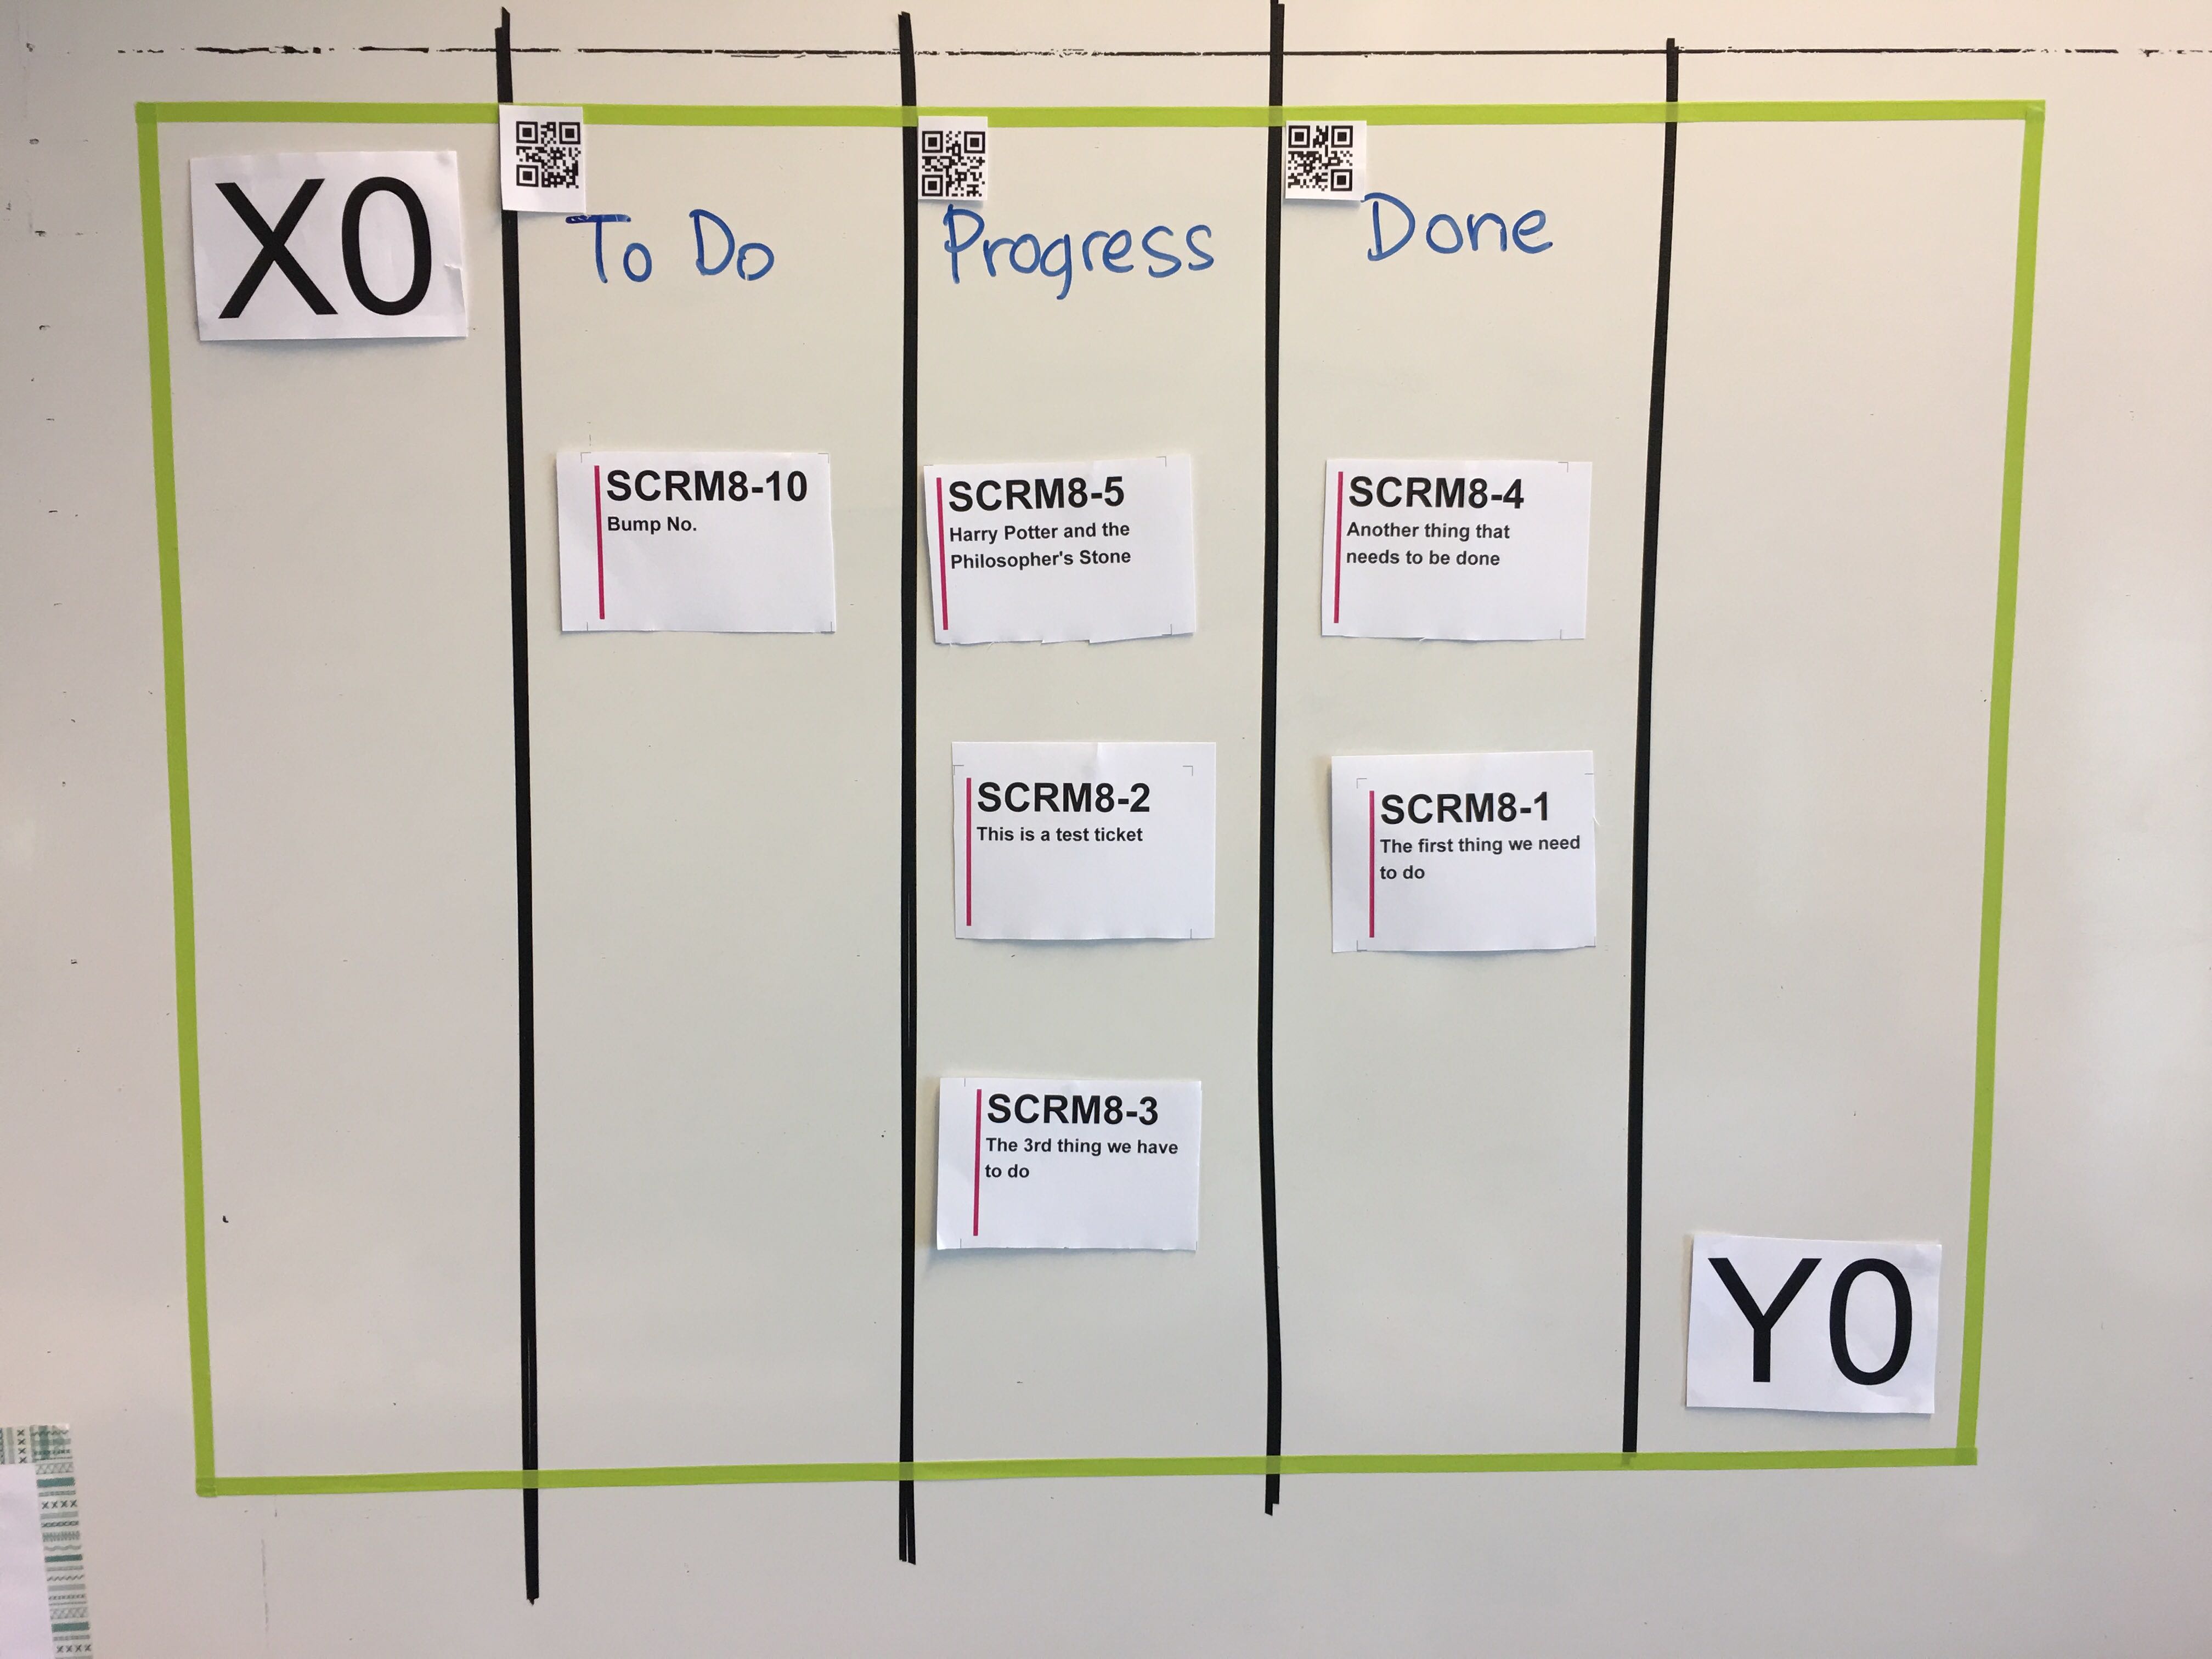 X0
To Do
Progress
Done
SCRM8-10
Bump No.
SCRM8-5
Harry Potter and the
Philosopher's Stone
SCRM8-4
Another thing that
needs to be done
SCRM8-2
This is a test ticket
SCRM8-1
The first thing we need
to do
SCRM8-3
The 3rd thing we have
to do
Y0